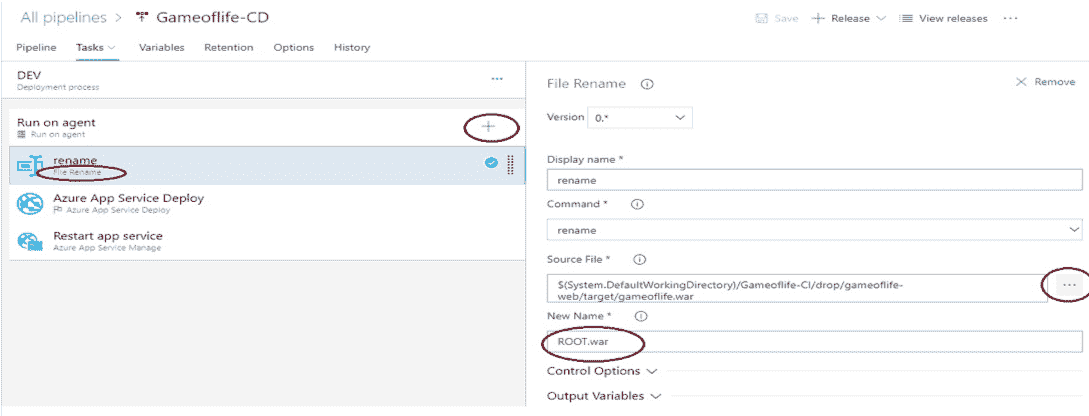 All pipelines > Gameoflife-CD
Save + Release View releases ...
Pipeline Tasks Variables Retention Options History
DEV
Deployment process
...
Run on agent
Run on agent
+
rename
File Rename
Azure App Service Deploy
Azure App Service Deploy
Restart app service
Azure App Service Manage
File Rename
Remove
Version 0.*
Display name *
rename
Command *
rename
Source File *
$(System.DefaultWorkingDirectory)/Gameoflife-CI/drop/gameoflife-
web/target/gameoflife.war
...
New Name *
ROOT.war
Control Options
Output Variables